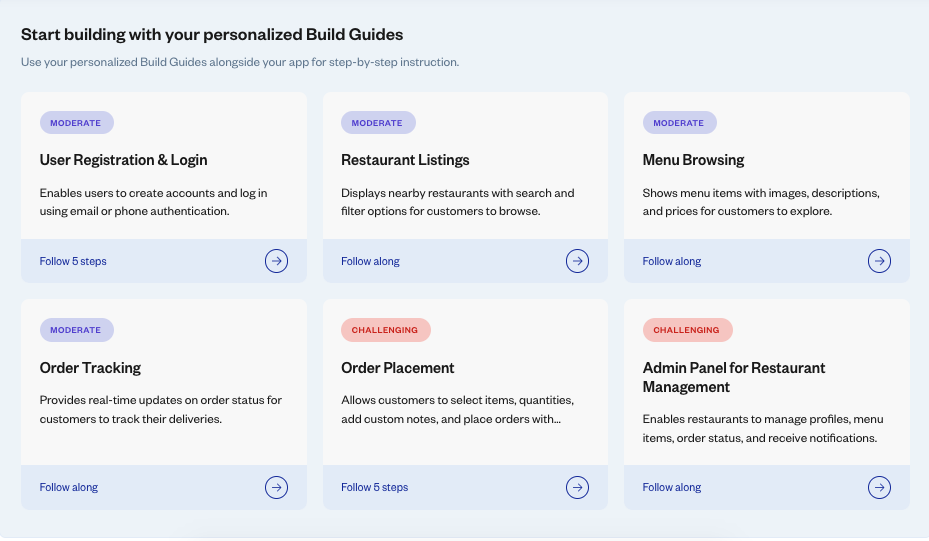 Start building with your personalized Build Guides
Use your personalized Build Guides alongside your app for step-by-step instruction.
MODERATE
User Registration & Login
Enables users to create accounts and log in
using email or phone authentication.
Follow 5 steps
MODERATE
Restaurant Listings
Displays nearby restaurants with search and
filter options for customers to browse.
Follow along
MODERATE
Menu Browsing
Shows menu items with images, descriptions,
and prices for customers to explore.
Follow along
MODERATE
Order Tracking
Provides real-time updates on order status for
customers to track their deliveries.
Follow along
CHALLENGING
Order Placement
Allows customers to select items, quantities,
add custom notes, and place orders with...
Follow 5 steps
CHALLENGING
Admin Panel for Restaurant
Management
Enables restaurants to manage profiles, menu
items, order status, and receive notifications.
Follow along